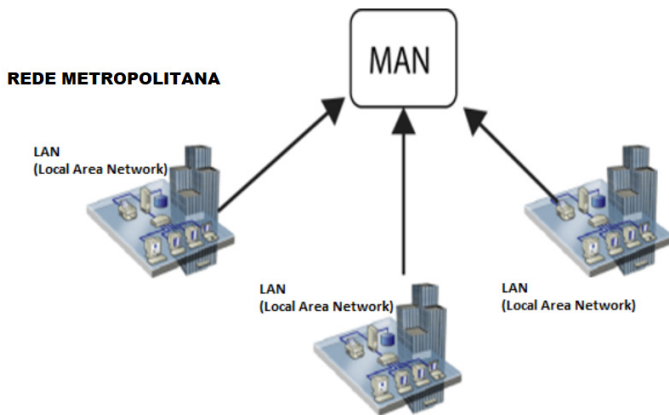 MAN
REDE METROPOLITANA
LAN
(Local Area Network)
LAN
(Local Area Network)
LAN
(Local Area Network)